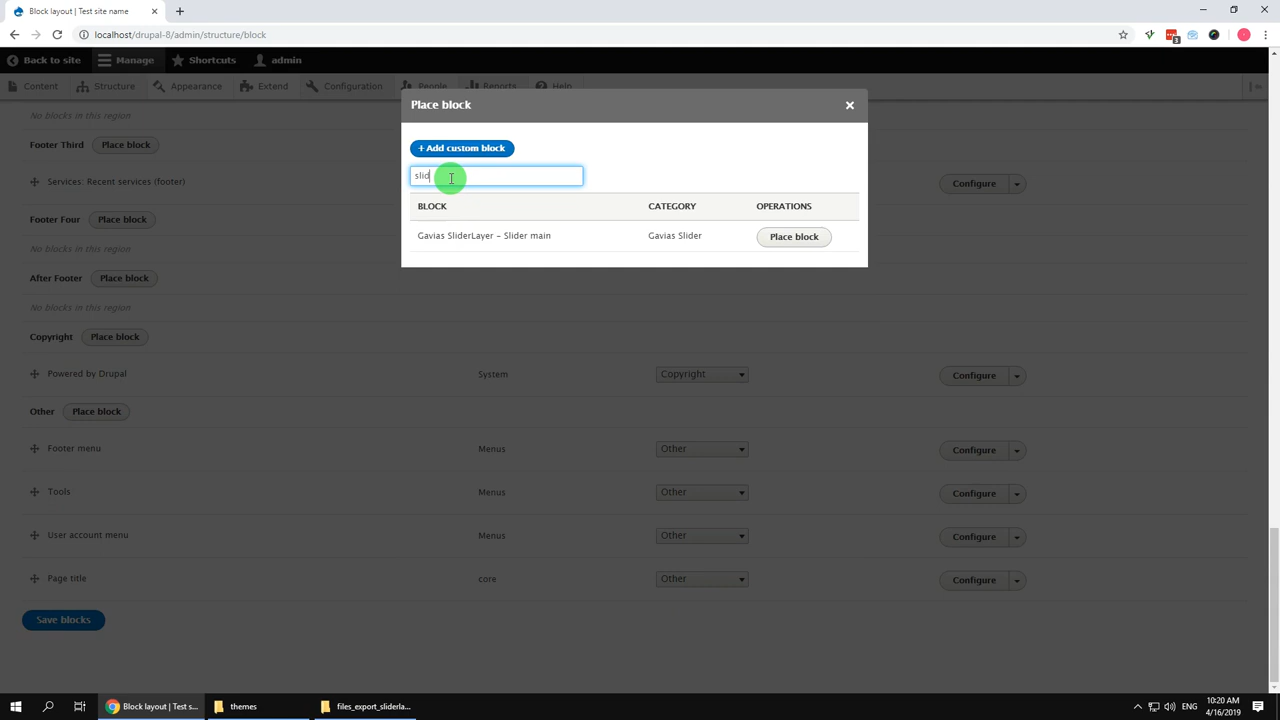 Block layout | Test site name
localhost/drupal-8/admin/structure/block
3
Back to site Manage Shortcuts admin
Content Structure Appearance Extend Configuration People Reports Help
Place block
+ Add custom block
slid
BLOCK CATEGORY OPERATIONS
Gavias SliderLayer – Slider main Gavias Slider Place block
No blocks in this region
Footer Third Place block
Services: Recent services (footer) Configure
Footer Four Place block
No blocks in this region
After Footer Place block
No blocks in this region
Copyright Place block
Powered by Drupal System Copyright Configure
Other Place block
Footer menu Menus Other Configure
Tools Menus Other Configure
User account menu Menus Other Configure
Page title core Other Configure
Save blocks
Block layout | Test s... themes files_export_sliderla... ENG 10:20 AM
4/16/2019